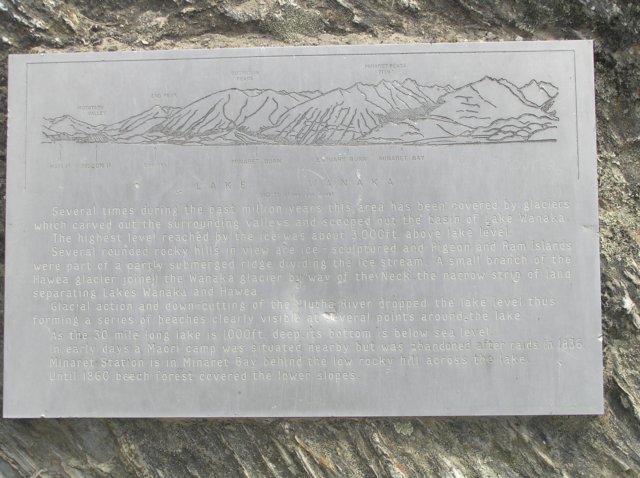 MINARET PEAKS
END PEAK
MINARET BURN
MINARET BAY
LAKE WANAKA
Several times during the past million years this area has been covered by glaciers
which carved out the surrounding valleys and scooped out the basin of Lake Wanaka.
The highest level reached by the ice was about 3,000ft. above lake level.
Several rounded rocky hills in view are ice-sculptured and Pigeon and Ram Islands
were part of a partly submerged ridge dividing the ice stream. A small branch of the
Hawea glacier joined the Wanaka glacier by way of the Neck the narrow strip of land
separating Lakes Wanaka and Hawea.
Glacial action and down-cutting of the Clutha River dropped the lake level thus
forming a series of beaches clearly visible at several points around the lake.
As the 30 mile long lake is 1,000ft. deep its bottom is below sea level.
In early days a Maori camp was situated nearby but was abandoned after raids in 1836.
Minaret Station is in Minaret Bay behind the low rocky hill across the lake.
Until 1860 beech forest covered the lower slopes.